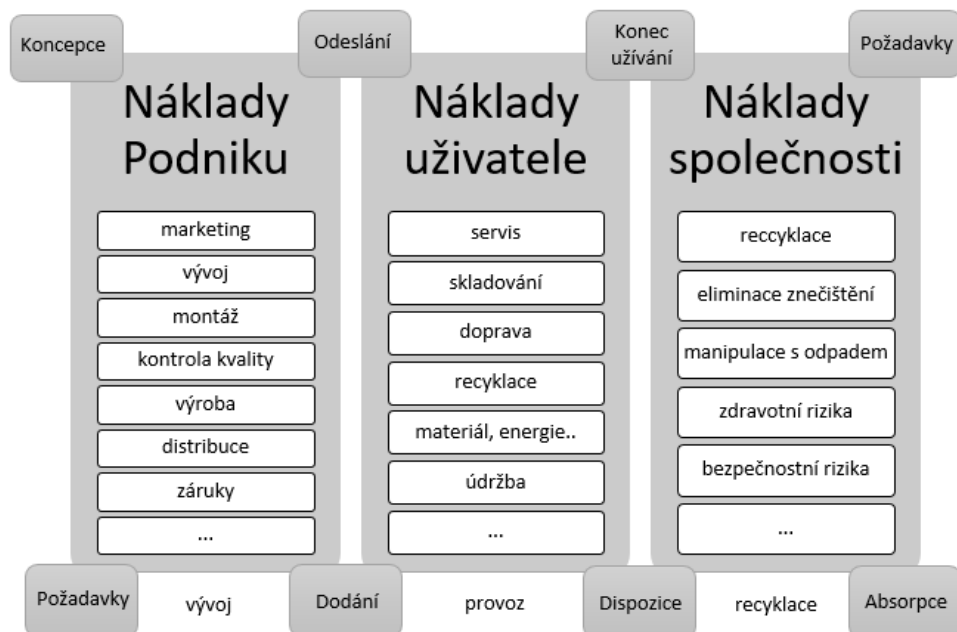 Koncepce
Odeslání
Konec
užívání
Požadavky
Náklady
Podniku
marketing
vývoj
montáž
kontrola kvality
výroba
distribuce
záruky
...
Náklady
uživatele
servis
skladování
doprava
recyklace
materiál, energie..
údržba
...
Náklady
společnosti
reccyklace
eliminace znečištění
manipulace s odpadem
zdravotní rizika
bezpečnostní rizika
...
Požadavky
vývoj
Dodání
provoz
Dispozice
recyklace
Absorpce